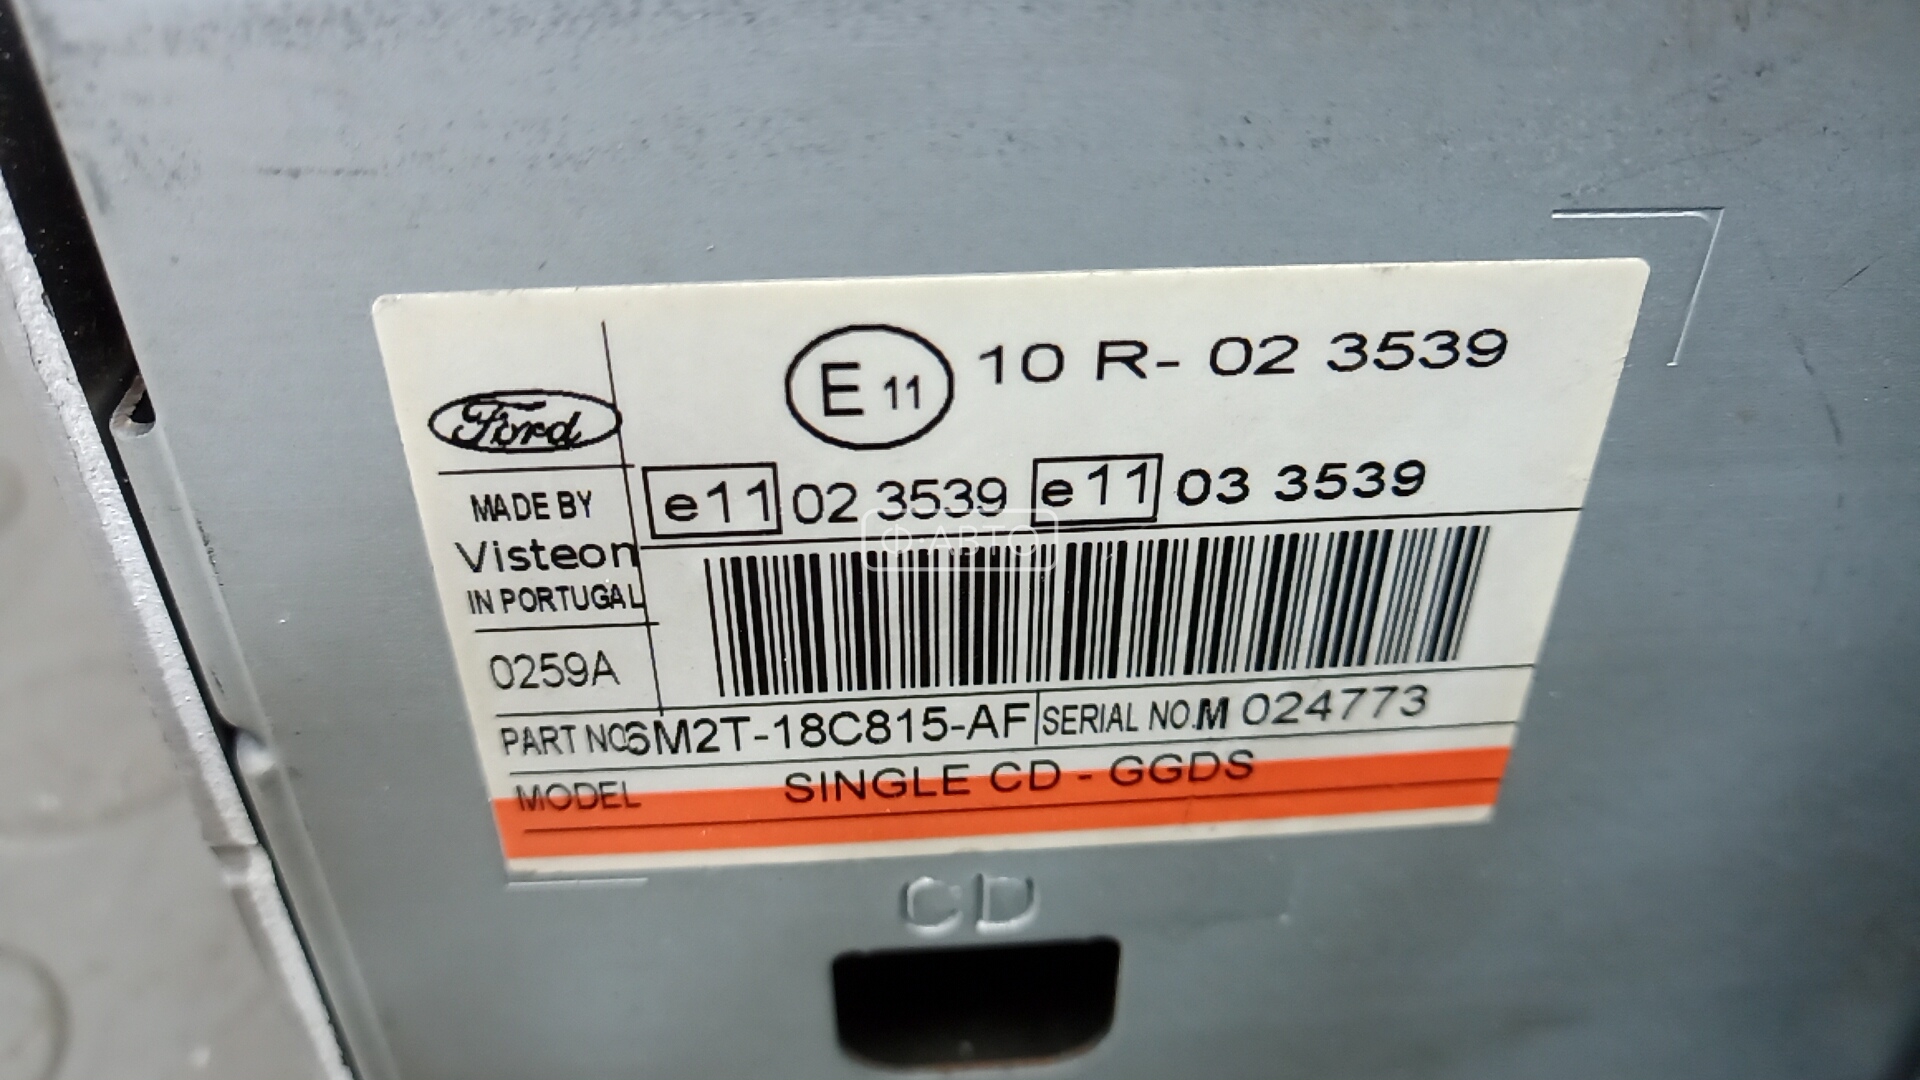 E 11 10 R- 02 3539
Ford
e11 02 3539 e11 03 3539
MADE BY
Visteon
IN PORTUGAL
Ф·АВТО
0259A
PART NO. 6M2T-18C815-AF SERIAL NO. M 024773
MODEL SINGLE CD - GGDS
CD